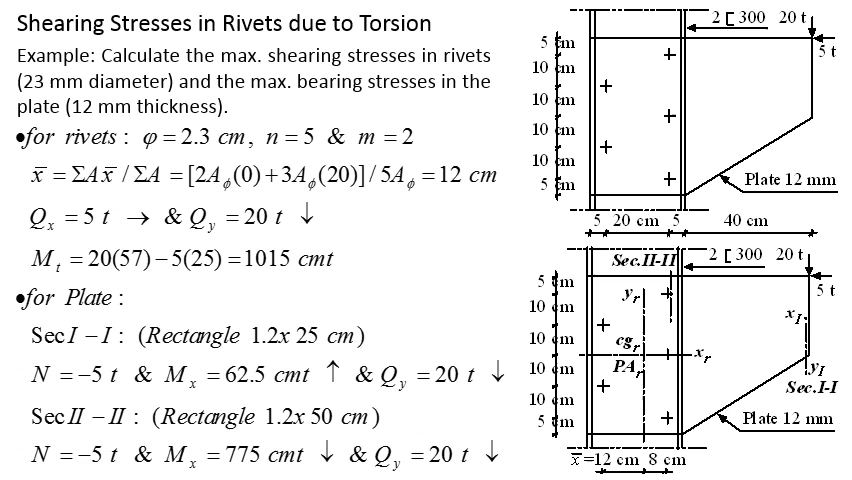 Shearing Stresses in Rivets due to Torsion
Example: Calculate the max. shearing stresses in rivets
(23 mm diameter) and the max. bearing stresses in the
plate (12 mm thickness).
•for rivets : φ = 2.3 cm, n = 5 & m = 2
x̄ = ΣAx̄ / ΣA = [2A_ϕ(0)+3A_ϕ(20)]/5A_ϕ = 12 cm
Q_x = 5 t → & Q_y = 20 t ↓
M_t = 20(57) − 5(25) = 1015 cmt
•for Plate :
Sec I − I : (Rectangle 1.2x 25 cm)
N = −5 t & M_x = 62.5 cmt ↑ & Q_y = 20 t ↓
Sec II − II : (Rectangle 1.2x 50 cm)
N = −5 t & M_x = 775 cmt ↓ & Q_y = 20 t ↓
2 [ 300 20 t
5 cm
5 t
10 cm
10 cm
10 cm
10 cm
5 cm
Plate 12 mm
5 20 cm 5 40 cm
2 [ 300 20 t
Sec.II-II
5 cm
5 t
y_r
10 cm
x_I
10 cm
cg_r
x_r
PA_r
y_I
10 cm
Sec.I-I
10 cm
5 cm
Plate 12 mm
x̄=12 cm 8 cm